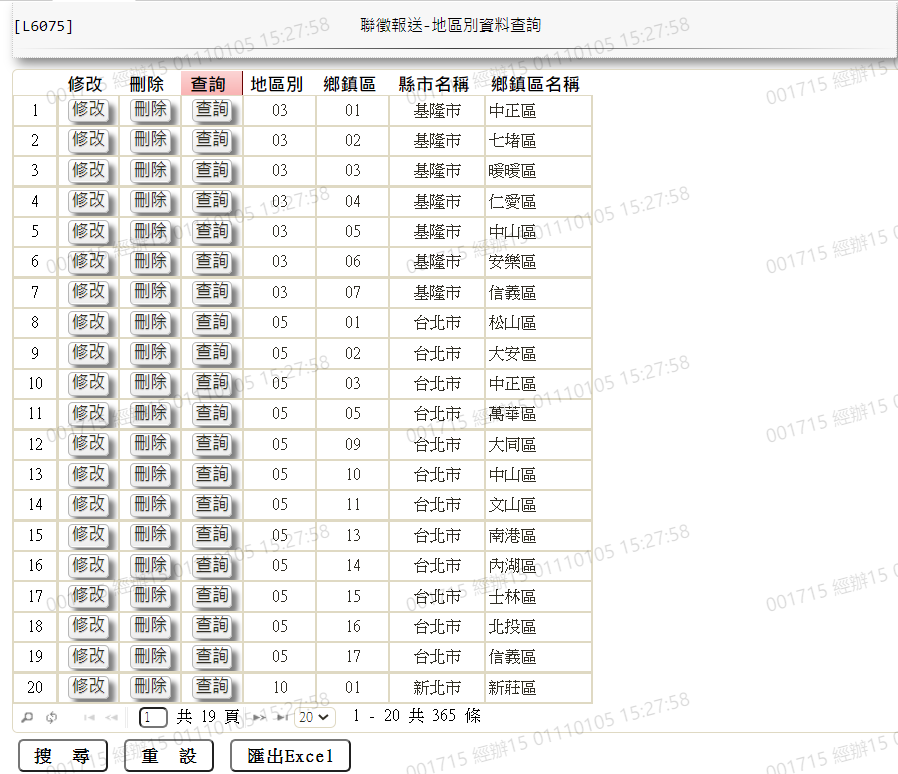 [L6075] 聯徵報送-地區別資料查詢
修改 刪除 查詢 地區別 鄉鎮區 縣市名稱 鄉鎮區名稱
1 修改 刪除 查詢 03 01 基隆市 中正區
2 修改 刪除 查詢 03 02 基隆市 七堵區
3 修改 刪除 查詢 03 03 基隆市 暖暖區
4 修改 刪除 查詢 03 04 基隆市 仁愛區
5 修改 刪除 查詢 03 05 基隆市 中山區
6 修改 刪除 查詢 03 06 基隆市 安樂區
7 修改 刪除 查詢 03 07 基隆市 信義區
8 修改 刪除 查詢 05 01 台北市 松山區
9 修改 刪除 查詢 05 02 台北市 大安區
10 修改 刪除 查詢 05 03 台北市 中正區
11 修改 刪除 查詢 05 05 台北市 萬華區
12 修改 刪除 查詢 05 09 台北市 大同區
13 修改 刪除 查詢 05 10 台北市 中山區
14 修改 刪除 查詢 05 11 台北市 文山區
15 修改 刪除 查詢 05 13 台北市 南港區
16 修改 刪除 查詢 05 14 台北市 內湖區
17 修改 刪除 查詢 05 15 台北市 士林區
18 修改 刪除 查詢 05 16 台北市 北投區
19 修改 刪除 查詢 05 17 台北市 信義區
20 修改 刪除 查詢 10 01 新北市 新莊區
1 共 19 頁 20 1 - 20 共 365 條
搜 尋 重 設 匯出Excel
001715 經辦15 01110105 15:27:58